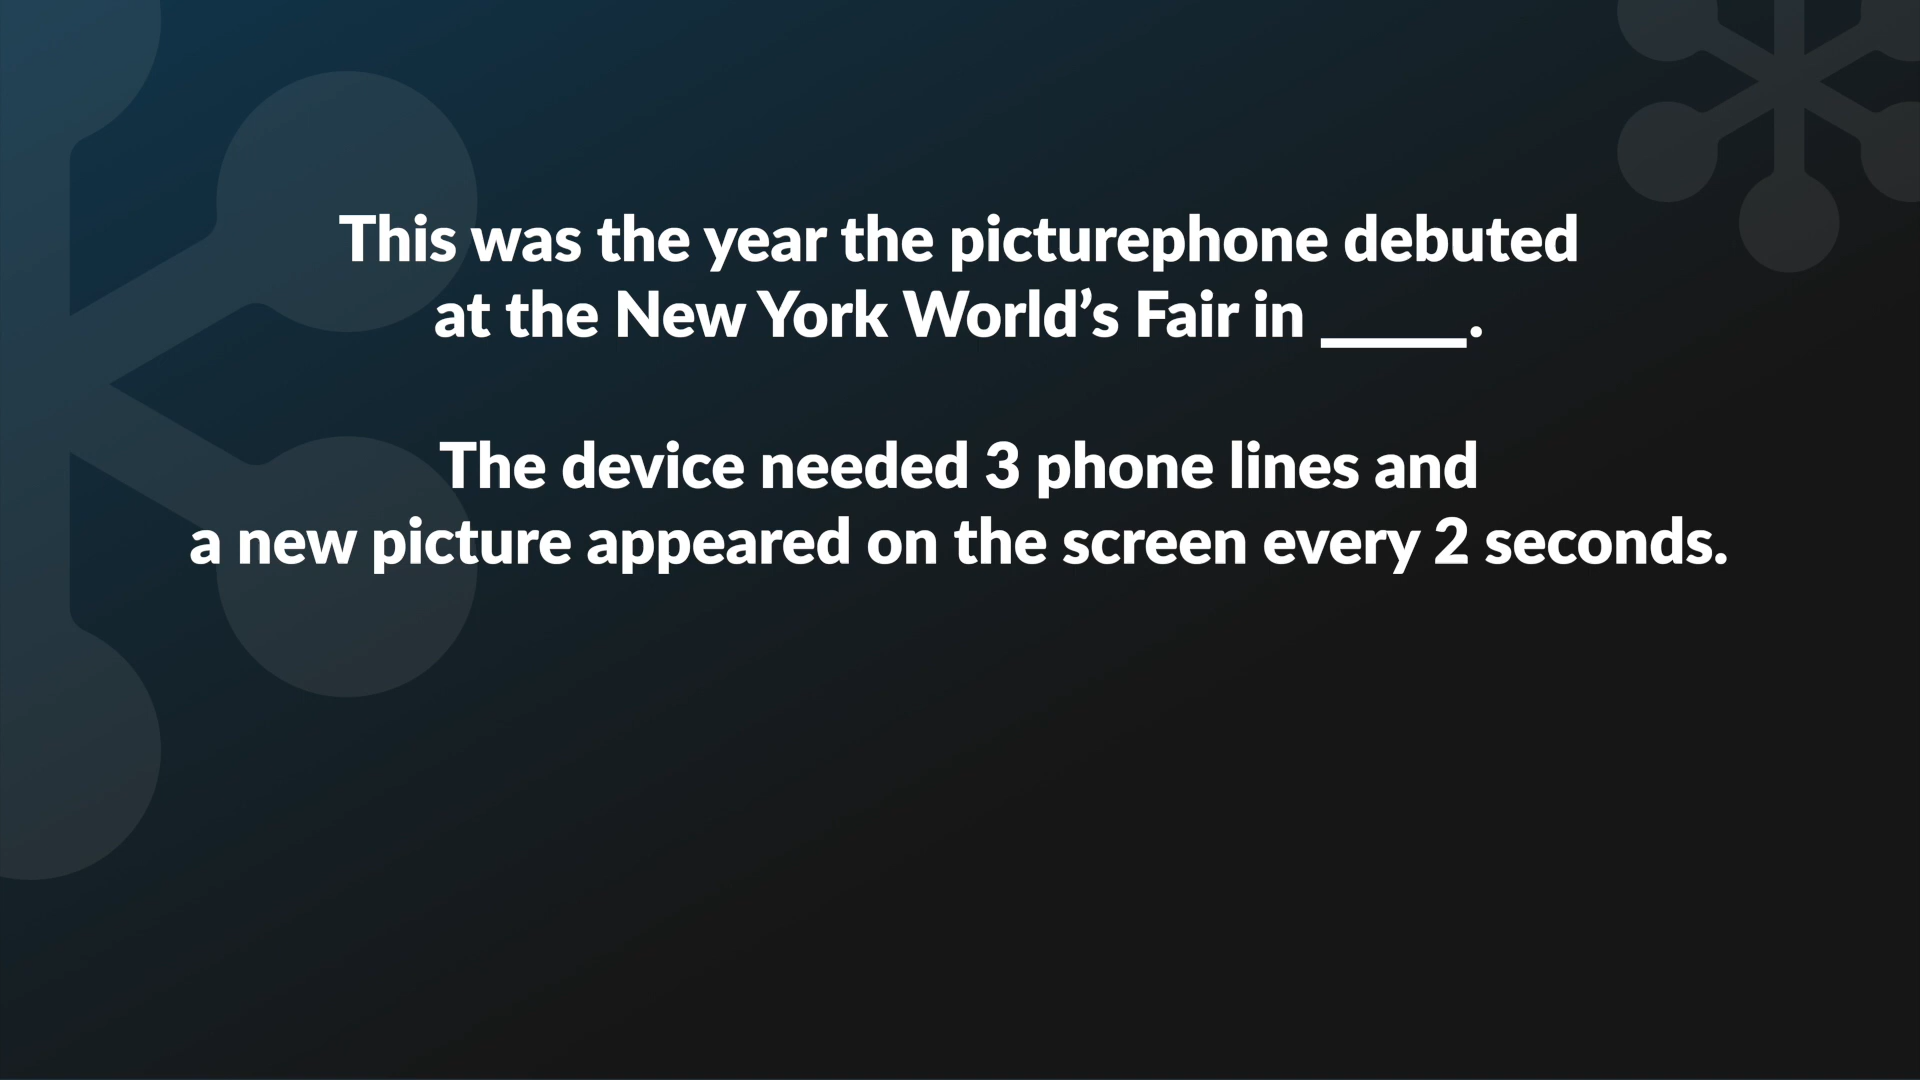 This was the year the picturephone debuted
at the New York World’s Fair in _____.
The device needed 3 phone lines and
a new picture appeared on the screen every 2 seconds.